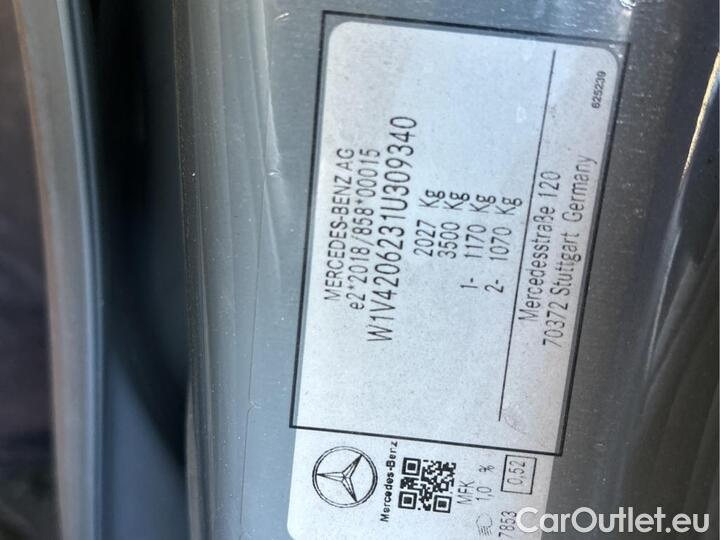 MERCEDES-BENZ AG
e2*2018/858*00015
W1V4206231U309340
2027 Kg
3500 Kg
1- 1170 Kg
2- 1070 Kg
Mercedesstraße 120
70372 Stuttgart Germany
625239
Mercedes-Benz
MFK
1,0 %
7853
0,52
CarOutlet.eu